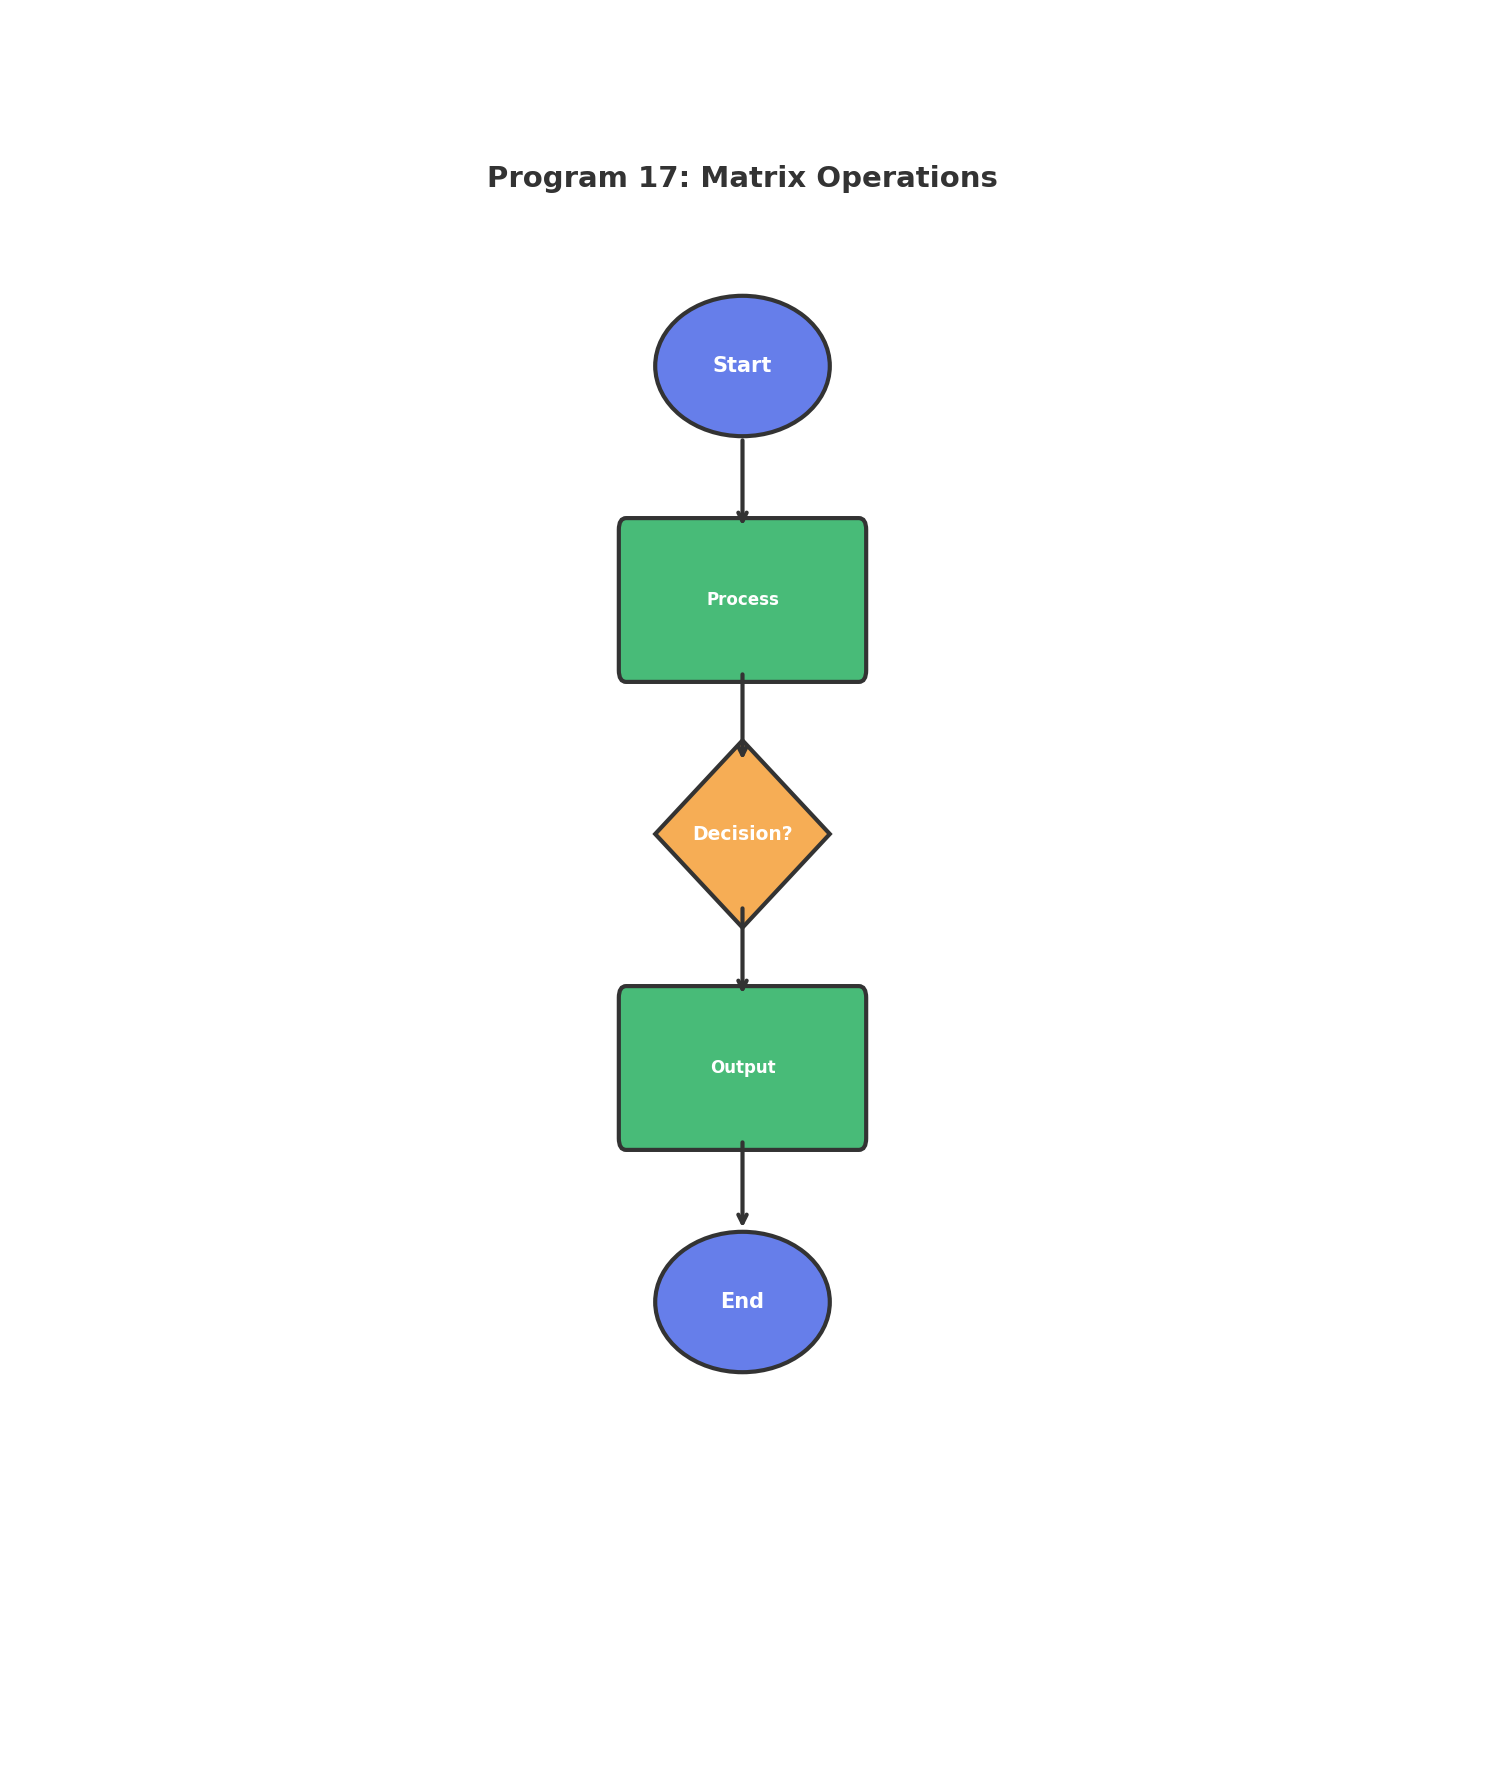 Program 17: Matrix Operations
Start
Process
Decision?
Output
End